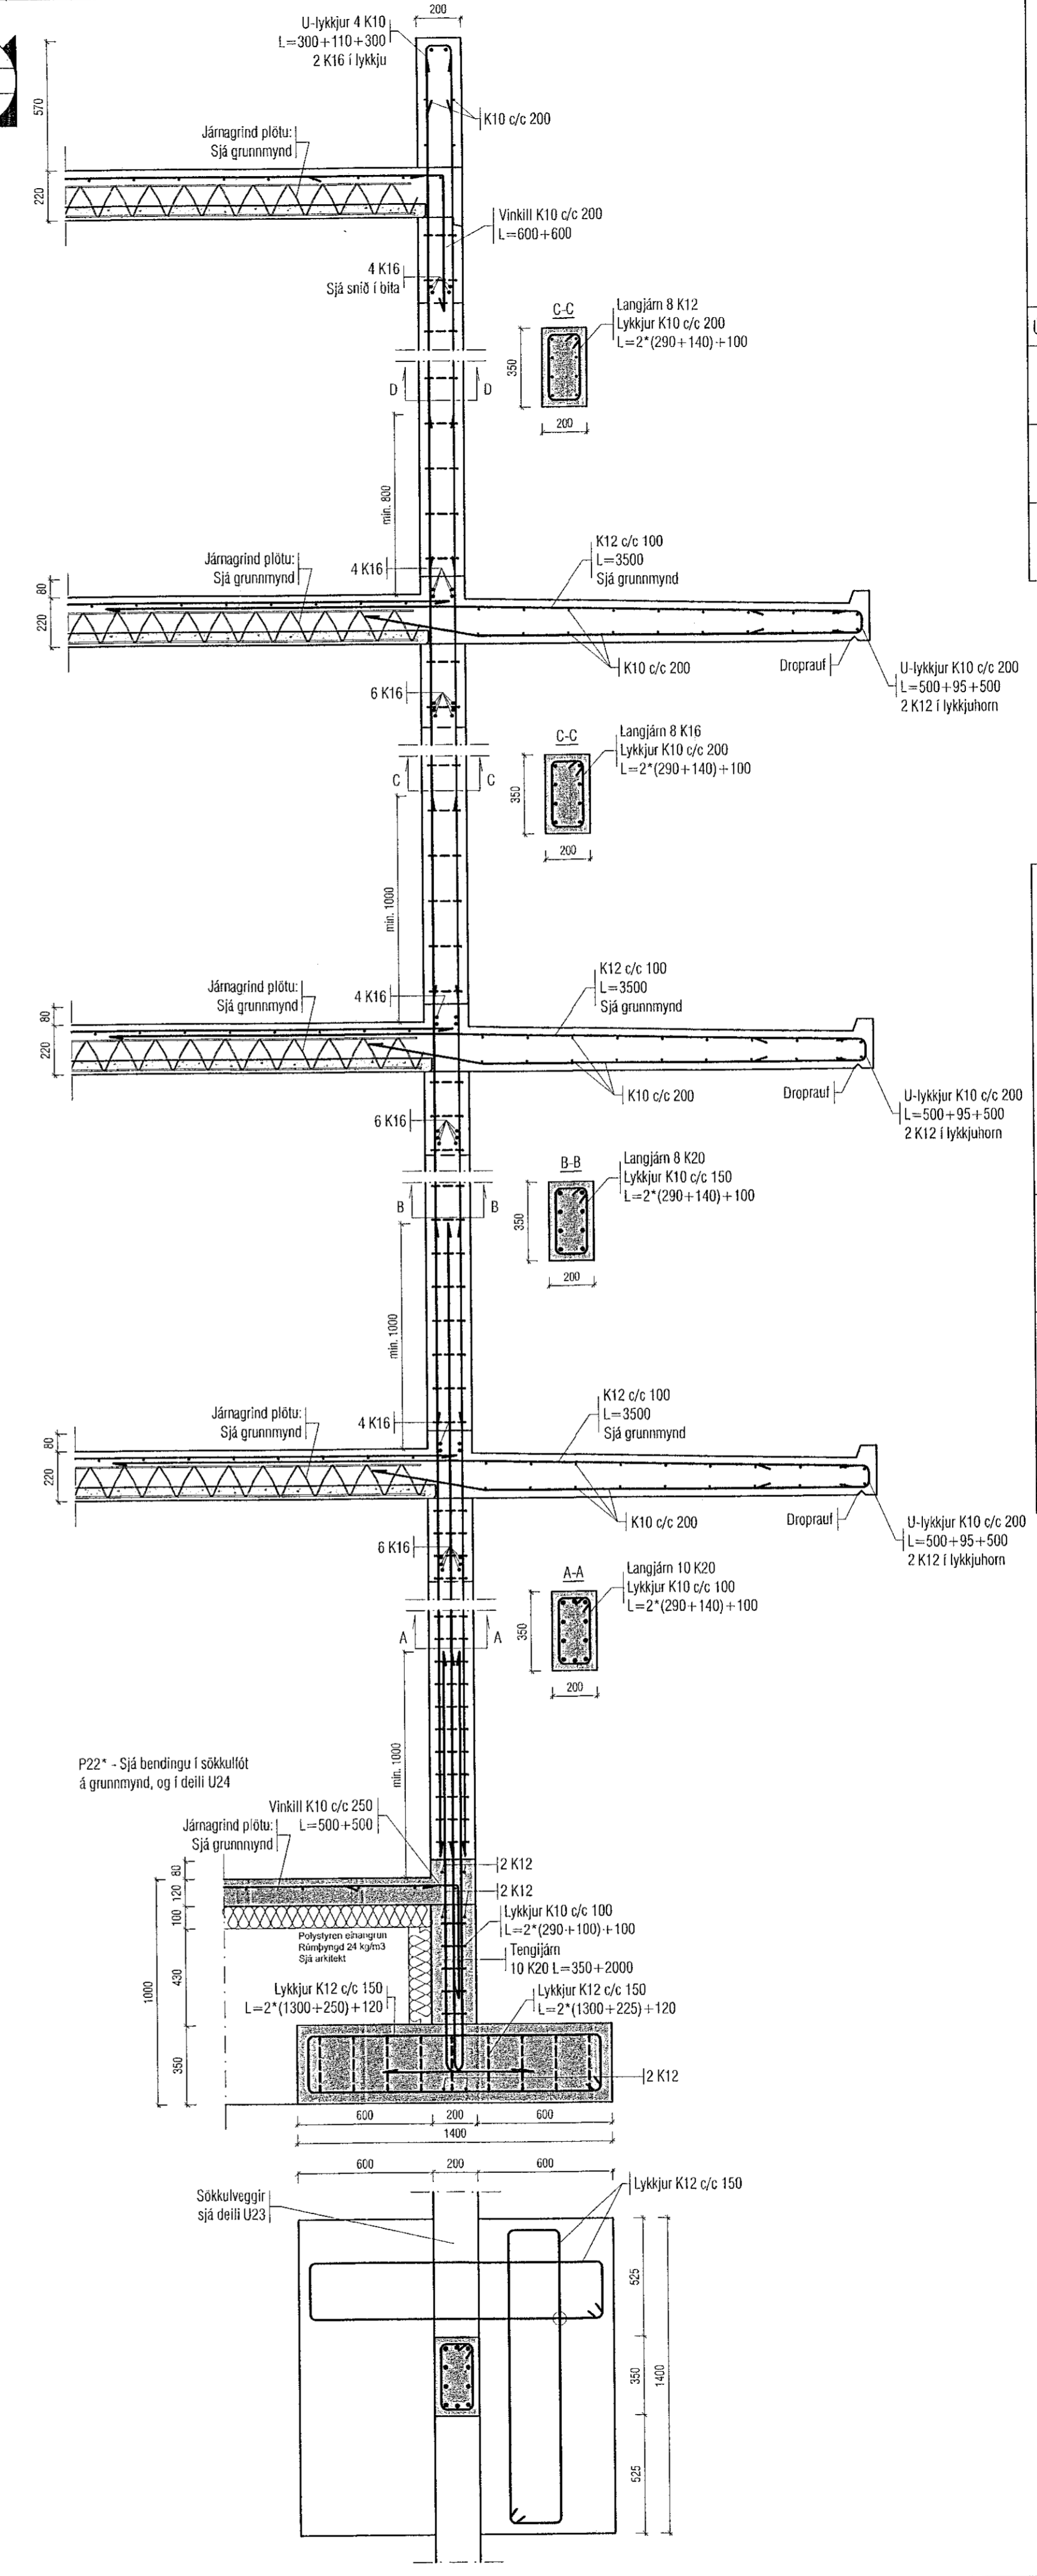 200
U-lykkjur 4 K10
L=300+110+300
2 K16 í lykkju
570
K10 c/c 200
Járnagrind plötu:
Sjá grunnmynd
220
Vinkill K10 c/c 200
L=600+600
4 K16
Sjá snið í bita
C-C
Langjárn 8 K12
Lykkjur K10 c/c 200
L=2*(290+140)+100
350
200
D
D
min. 800
K12 c/c 100
L=3500
Sjá grunnmynd
Járnagrind plötu:
Sjá grunnmynd
4 K16
80
220
K10 c/c 200
Droprauf
U-lykkjur K10 c/c 200
L=500+95+500
2 K12 í lykkjuhorn
6 K16
C-C
Langjárn 8 K16
Lykkjur K10 c/c 200
L=2*(290+140)+100
350
200
C
C
min. 1000
K12 c/c 100
L=3500
Sjá grunnmynd
Járnagrind plötu:
Sjá grunnmynd
4 K16
80
220
K10 c/c 200
Droprauf
U-lykkjur K10 c/c 200
L=500+95+500
2 K12 í lykkjuhorn
6 K16
B-B
Langjárn 8 K20
Lykkjur K10 c/c 150
L=2*(290+140)+100
350
200
B
B
min. 1000
K12 c/c 100
L=3500
Sjá grunnmynd
Járnagrind plötu:
Sjá grunnmynd
4 K16
80
220
K10 c/c 200
Droprauf
U-lykkjur K10 c/c 200
L=500+95+500
2 K12 í lykkjuhorn
6 K16
A-A
Langjárn 10 K20
Lykkjur K10 c/c 100
L=2*(290+140)+100
350
200
A
A
min. 1000
P22* - Sjá bendingu í sökkulfót
á grunnmynd, og í deili U24
Vinkill K10 c/c 250
L=500+500
Járnagrind plötu:
Sjá grunnmynd
2 K12
2 K12
80
120
100
430
350
1000
Lykkjur K10 c/c 100
L=2*(290+100)+100
Polystyren einangrun
Rúmþyngd 24 kg/m3
Sjá arkitekt
Tengijárn
10 K20 L=350+2000
Lykkjur K12 c/c 150
L=2*(1300+250)+120
Lykkjur K12 c/c 150
L=2*(1300+225)+120
2 K12
600
200
600
1400
600
200
600
Lykkjur K12 c/c 150
Sökkulveggir
sjá deili U23
525
350
525
1400